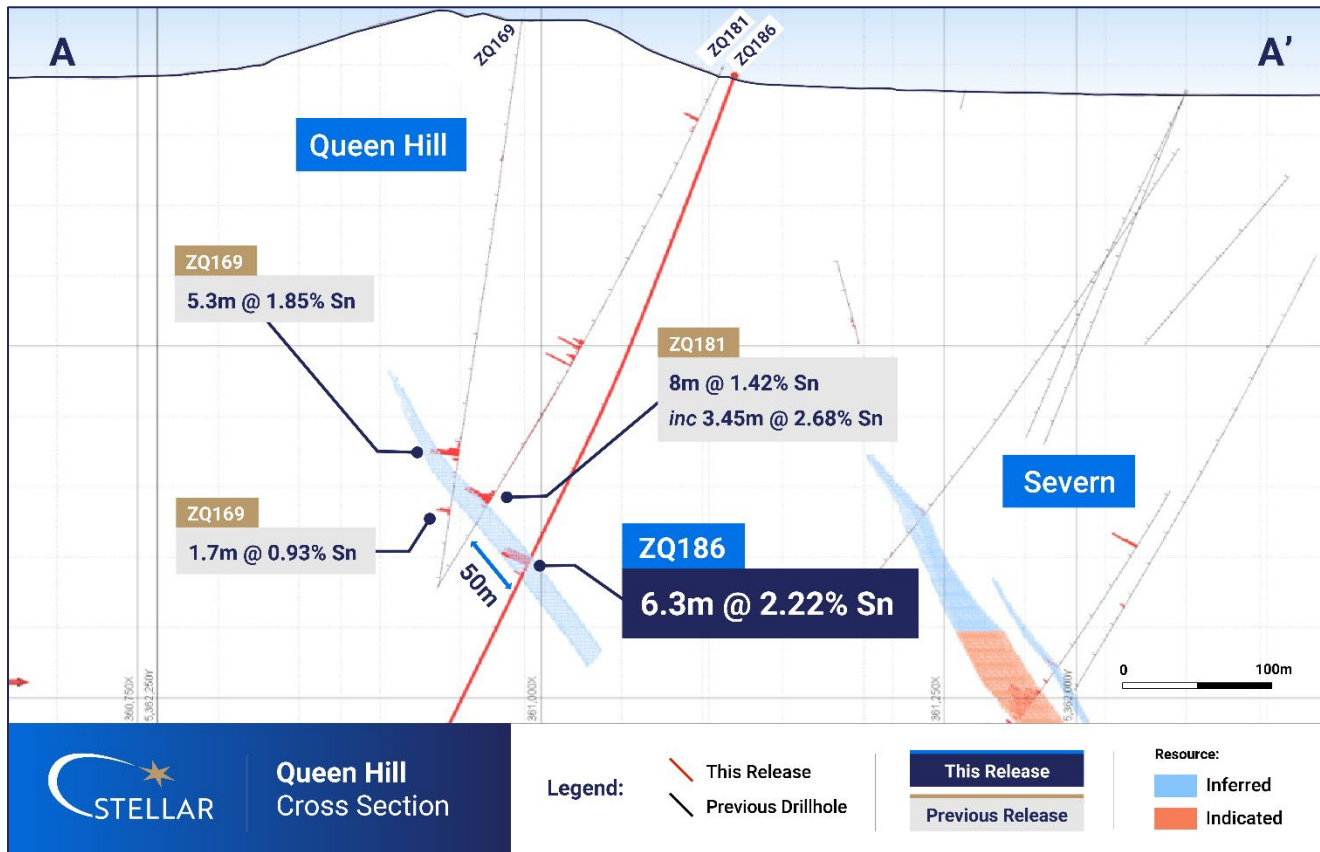 A
ZQ169
ZQ181
ZQ186
A'
Queen Hill
ZQ169
5.3m @ 1.85% Sn
ZQ181
8m @ 1.42% Sn
inc 3.45m @ 2.68% Sn
Severn
ZQ169
1.7m @ 0.93% Sn
50m
ZQ186
6.3m @ 2.22% Sn
0 100m
360,750X
5,362,250Y
361,000X
361,250X
5,362,000Y
STELLAR
Queen Hill
Cross Section
Legend:
This Release
Previous Drillhole
This Release
Previous Release
Resource:
Inferred
Indicated